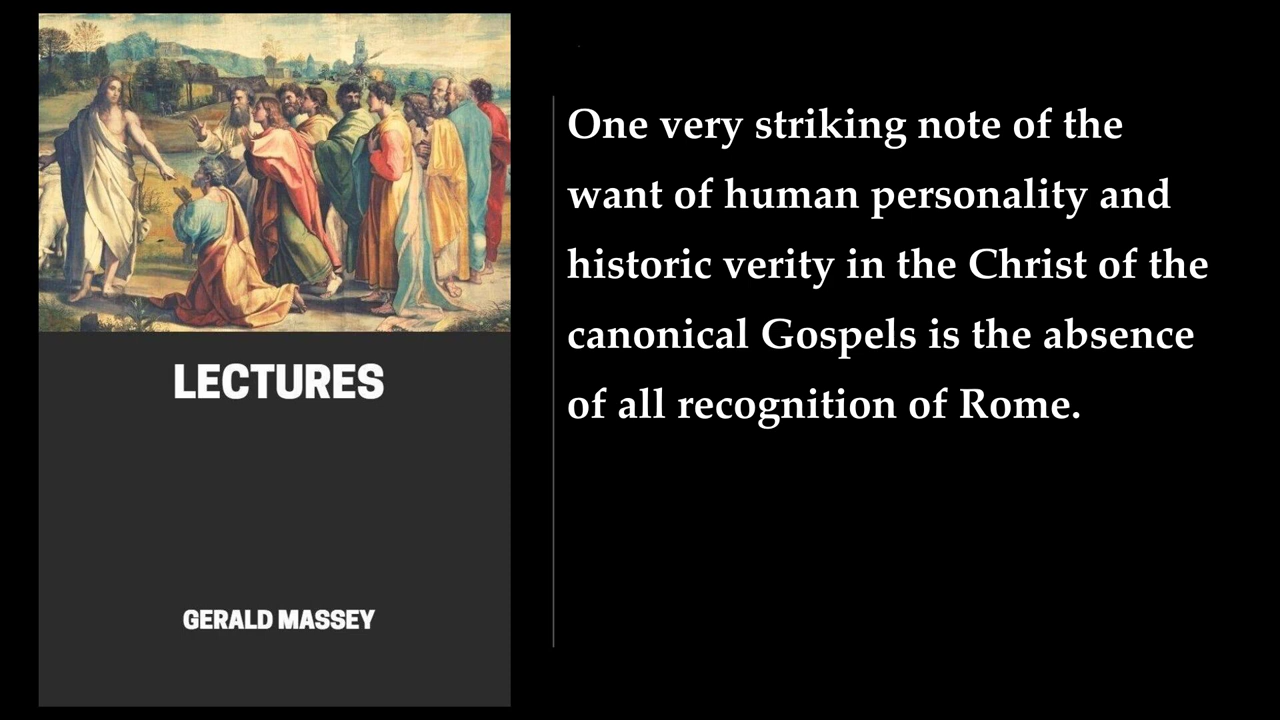 LECTURES
GERALD MASSEY
One very striking note of the
want of human personality and
historic verity in the Christ of the
canonical Gospels is the absence
of all recognition of Rome.